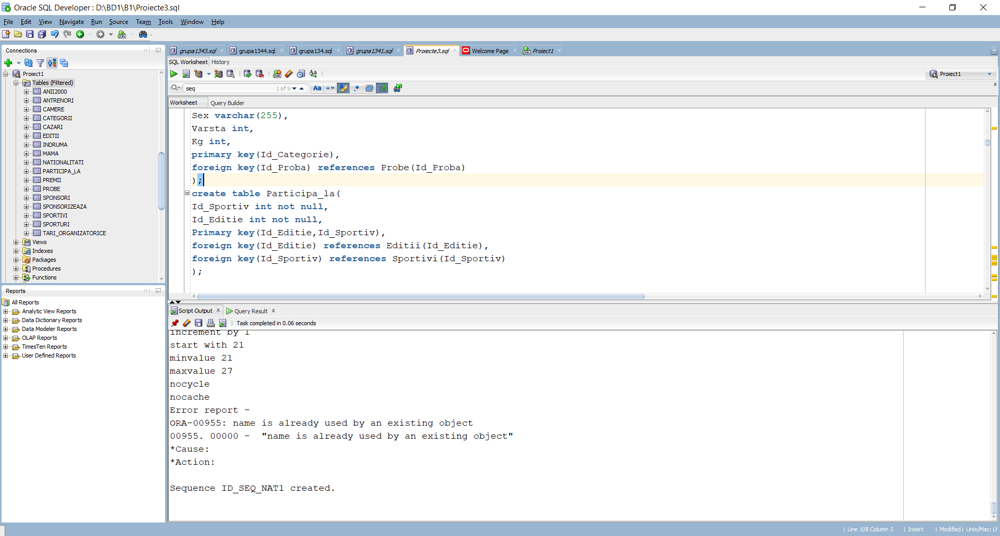 Oracle SQL Developer : D:\BD1\B1\Proiecte3.sql
File Edit View Navigate Run Source Team Tools Window Help
Connections
Proiect1
Tables (Filtered)
ANII2000
ANTRENORI
CAMERE
CATEGORII
CAZARI
EDITII
INDRUMA
MAMA
NATIONALITATI
PARTICIPA_LA
PREMII
PROBE
SPONSORI
SPONSORIZEAZA
SPORTIVI
SPORTURI
TARI_ORGANIZATORICE
Views
Indexes
Packages
Procedures
Functions
Reports
All Reports
Analytic View Reports
Data Dictionary Reports
Data Modeler Reports
OLAP Reports
TimesTen Reports
User Defined Reports
grupa1343.sql grupa1344.sql grupa134.sql grupa1341.sql Proiecte3.sql Welcome Page Proiect1
SQL Worksheet History
Proiect1
seq 1 of 9
Worksheet Query Builder
Sex varchar(255),
Varsta int,
Kg int,
primary key(Id_Categorie),
foreign key(Id_Proba) references Probe(Id_Proba)
);
create table Participa_la(
Id_Sportiv int not null,
Id_Editie int not null,
Primary key(Id_Editie,Id_Sportiv),
foreign key(Id_Editie) references Editii(Id_Editie),
foreign key(Id_Sportiv) references Sportivi(Id_Sportiv)
);
Script Output x Query Result x
Task completed in 0.06 seconds
increment by 1
start with 21
minvalue 21
maxvalue 27
nocycle
nocache
Error report -
ORA-00955: name is already used by an existing object
00955. 00000 -  "name is already used by an existing object"
*Cause:
*Action:
Sequence ID_SEQ_NAT1 created.
Line 108 Column 3 | Insert | Modified | Unix/Mac: LF